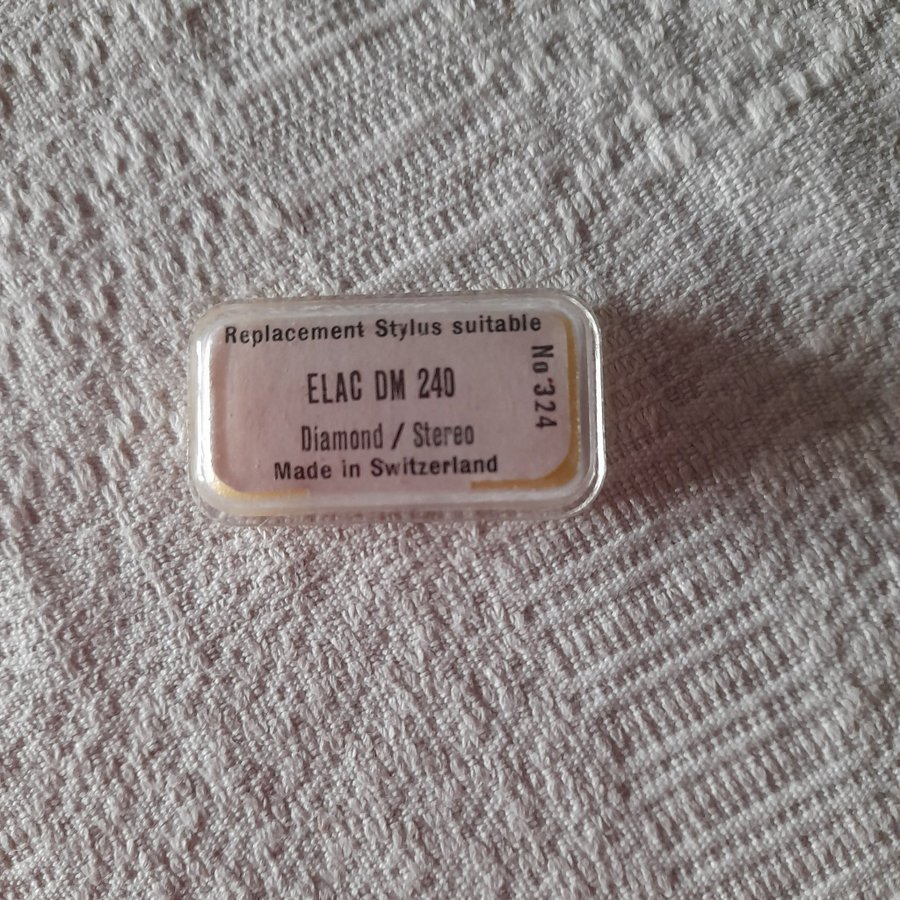 Replacement Stylus suitable
ELAC DM 240
Diamond / Stereo
Made in Switzerland
No 324